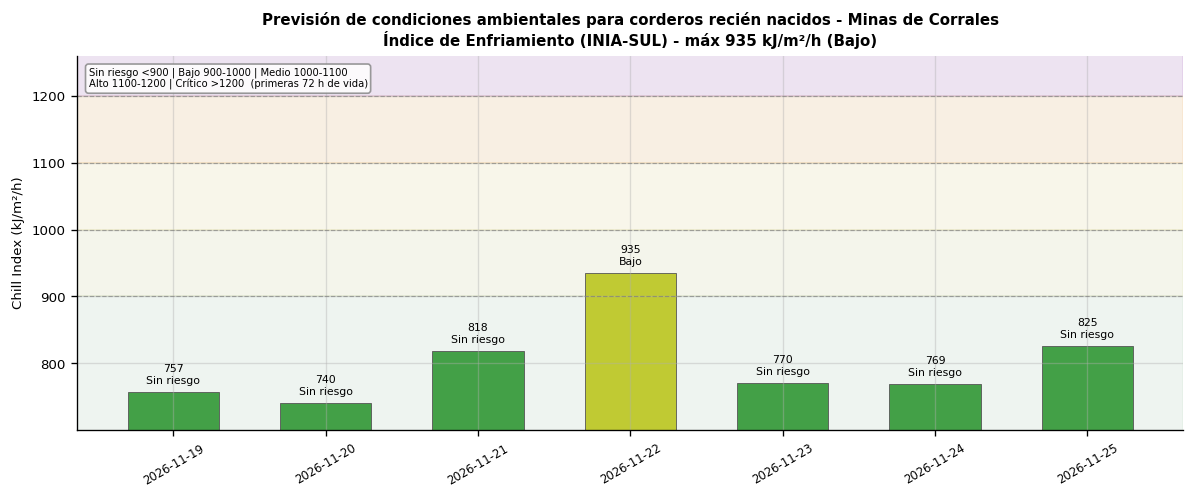 Previsión de condiciones ambientales para corderos recién nacidos - Minas de Corrales
Índice de Enfriamiento (INIA-SUL) - máx 935 kJ/m²/h (Bajo)
Sin riesgo <900 | Bajo 900-1000 | Medio 1000-1100
Alto 1100-1200 | Crítico >1200 (primeras 72 h de vida)
Chill Index (kJ/m²/h)
1200
1100
1000
900
800
757
Sin riesgo
740
Sin riesgo
818
Sin riesgo
935
Bajo
770
Sin riesgo
769
Sin riesgo
825
Sin riesgo
2026-11-19
2026-11-20
2026-11-21
2026-11-22
2026-11-23
2026-11-24
2026-11-25